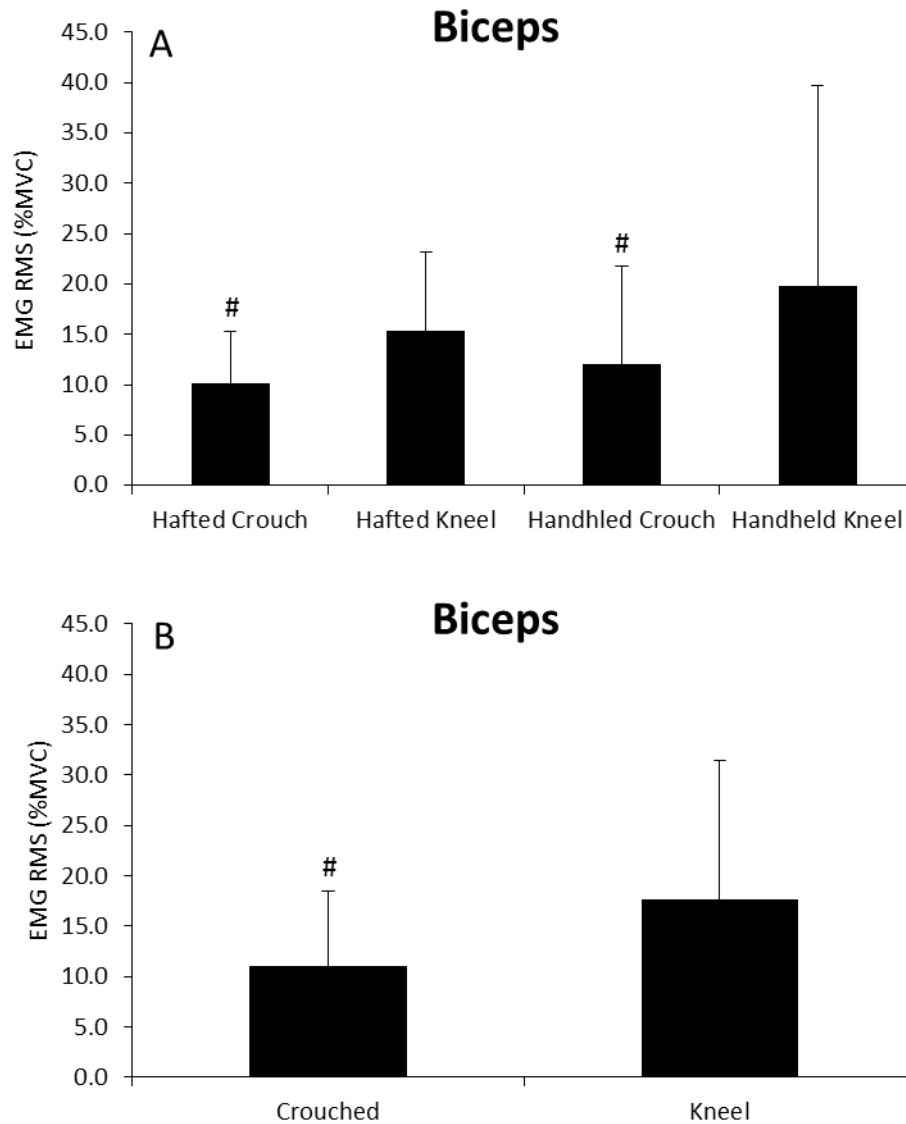 A
Biceps
EMG RMS (%MVC)
45.0
40.0
35.0
30.0
25.0
20.0
15.0
10.0
5.0
0.0
#
#
Hafted Crouch
Hafted Kneel
Handhled Crouch
Handheld Kneel
B
Biceps
EMG RMS (%MVC)
45.0
40.0
35.0
30.0
25.0
20.0
15.0
10.0
5.0
0.0
#
Crouched
Kneel